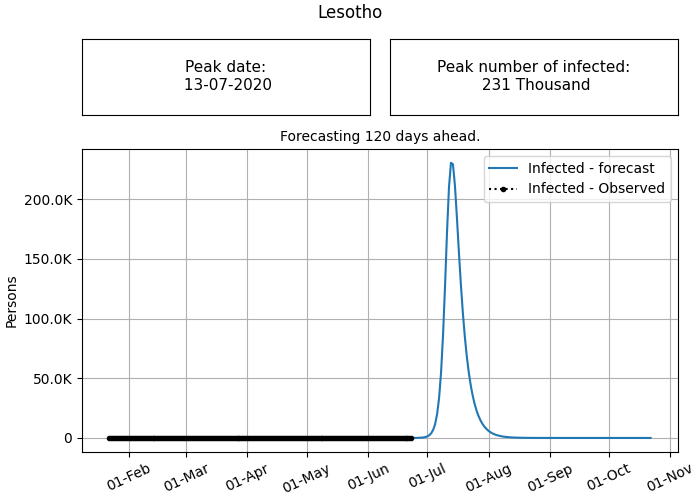 Lesotho
Peak date:
13-07-2020
Peak number of infected:
231 Thousand
Forecasting 120 days ahead.
Infected - forecast
Infected - Observed
Persons
200.0K
150.0K
100.0K
50.0K
0
01-Feb
01-Mar
01-Apr
01-May
01-Jun
01-Jul
01-Aug
01-Sep
01-Oct
01-Nov